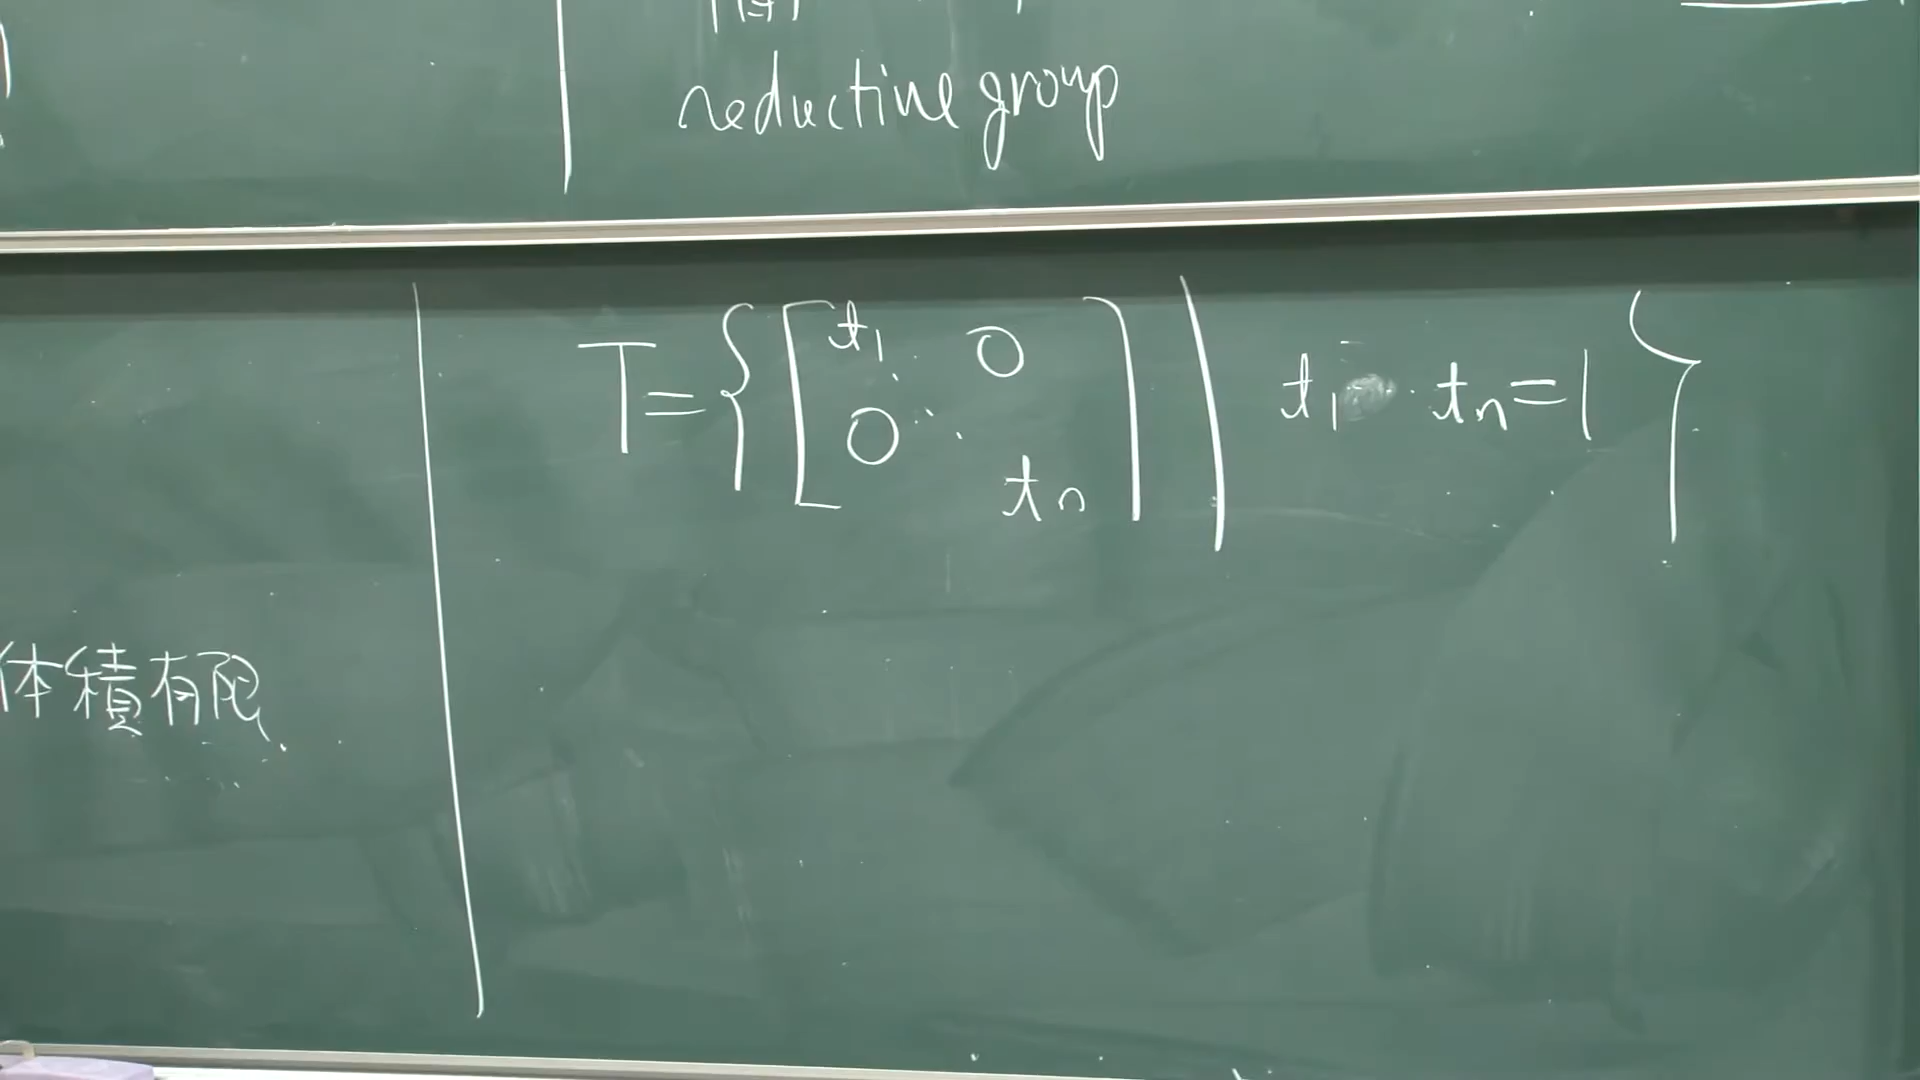 reductive group
T={[t₁ 0
0 ⋱
tₙ] | t₁ ⋯ tₙ=1}
体積有限